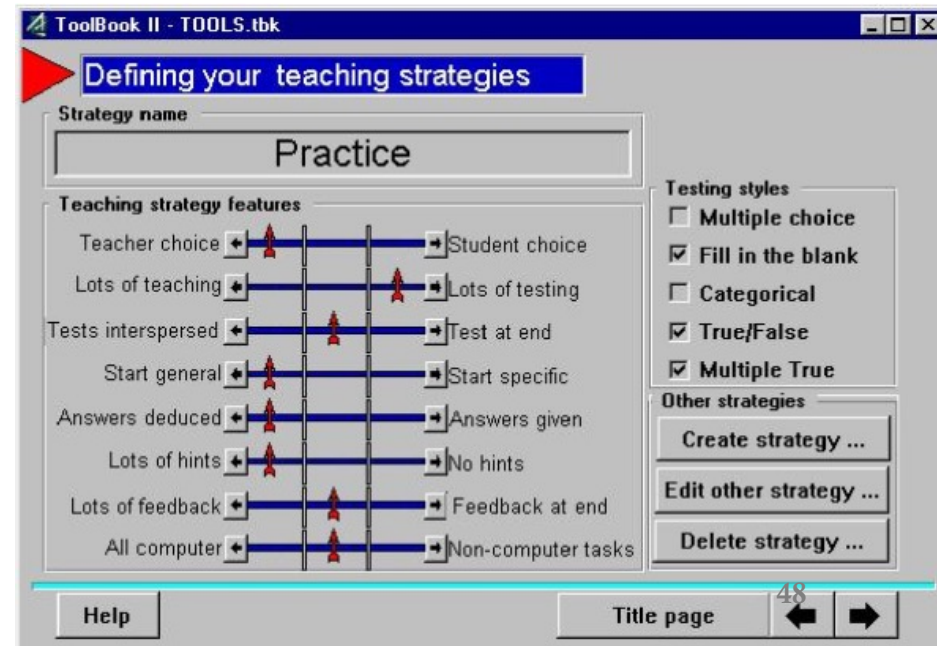 ToolBook II - TOOLS.tbk
Defining your teaching strategies
Strategy name
Practice
Teaching strategy features
Teacher choice Student choice
Lots of teaching Lots of testing
Tests interspersed Test at end
Start general Start specific
Answers deduced Answers given
Lots of hints No hints
Lots of feedback Feedback at end
All computer Non-computer tasks
Testing styles
Multiple choice
Fill in the blank
Categorical
True/False
Multiple True
Other strategies
Create strategy ...
Edit other strategy ...
Delete strategy ...
Help
Title page
48